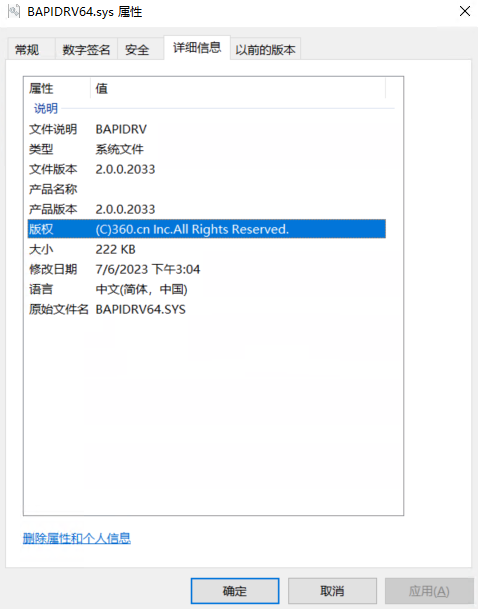 BAPIDRV64.sys 属性
常规 数字签名 安全 详细信息 以前的版本
属性 值
说明
文件说明 BAPIDRV
类型 系统文件
文件版本 2.0.0.2033
产品名称
产品版本 2.0.0.2033
版权 (C)360.cn Inc.All Rights Reserved.
大小 222 KB
修改日期 7/6/2023 下午3:04
语言 中文(简体，中国)
原始文件名 BAPIDRV64.SYS
删除属性和个人信息
确定 取消 应用(A)